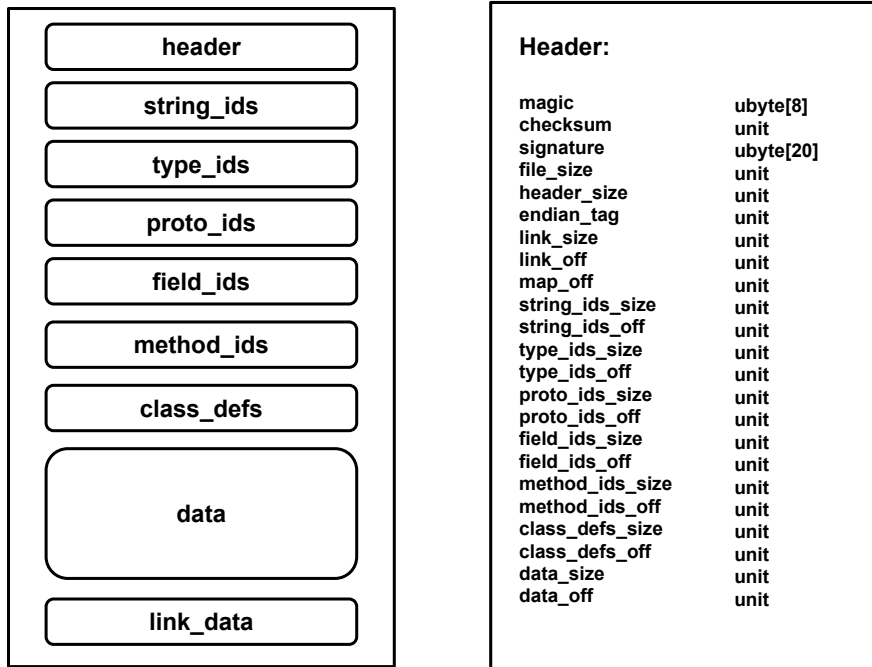 header
string_ids
type_ids
proto_ids
field_ids
method_ids
class_defs
data
link_data
Header:
magic ubyte[8]
checksum unit
signature ubyte[20]
file_size unit
header_size unit
endian_tag unit
link_size unit
link_off unit
map_off unit
string_ids_size unit
string_ids_off unit
type_ids_size unit
type_ids_off unit
proto_ids_size unit
proto_ids_off unit
field_ids_size unit
field_ids_off unit
method_ids_size unit
method_ids_off unit
class_defs_size unit
class_defs_off unit
data_size unit
data_off unit